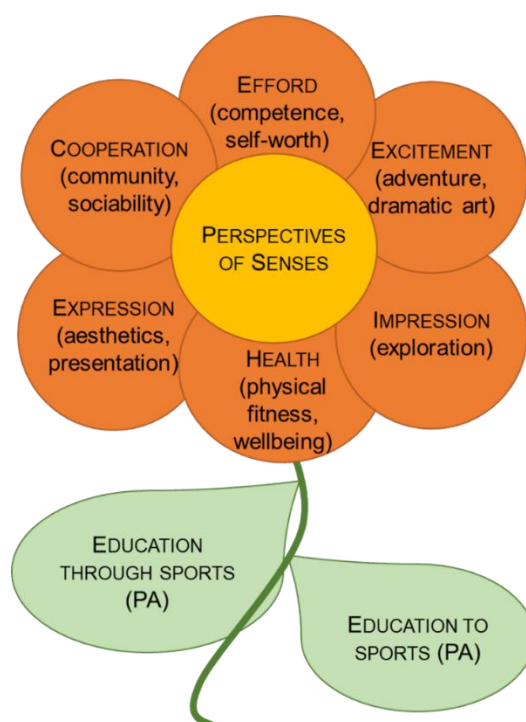 EFFORD
(competence,
self-worth)
COOPERATION
(community,
sociability)
EXCITEMENT
(adventure,
dramatic art)
PERSPECTIVES
OF SENSES
EXPRESSION
(aesthetics,
presentation)
IMPRESSION
(exploration)
HEALTH
(physical
fitness,
wellbeing)
EDUCATION
THROUGH SPORTS
(PA)
EDUCATION TO
SPORTS (PA)